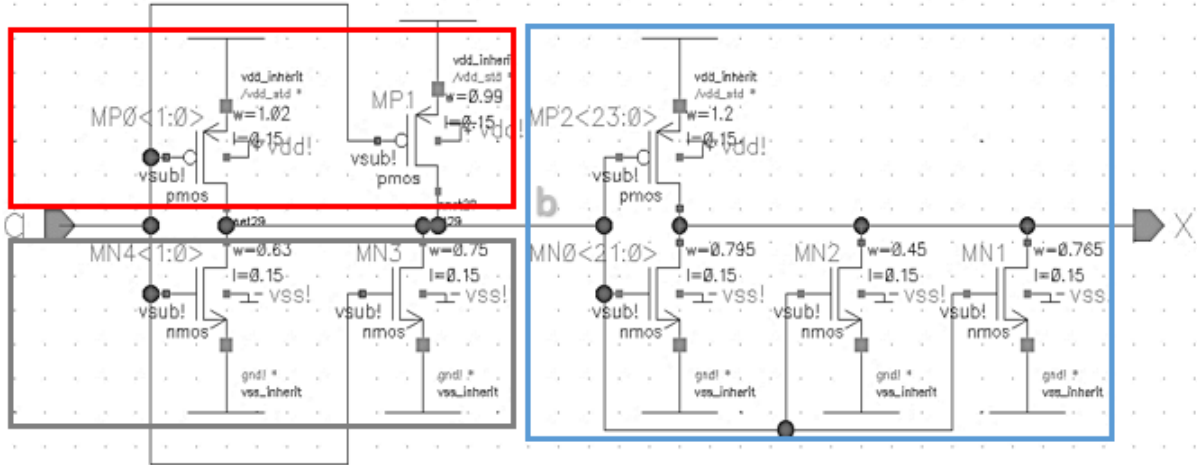 vdd_inherit
/vdd_std *
MP0<1:0>
w=1.02
l=0.15
vdd!
vsub!
pmos
vdd_inherit
/vdd_std *
MP1
w=0.99
l=0.15
vdd!
vsub!
pmos
vdd_inherit
/vdd_std *
MP2<23:0>
w=1.2
l=0.15
vdd!
vsub!
pmos
a
net29
b
X
MN4<1:0>
w=0.63
l=0.15
vss!
vsub!
nmos
gnd! *
vss_inherit
MN3
w=0.75
l=0.15
vss!
vsub!
nmos
gnd! *
vss_inherit
MN0<21:0>
w=0.795
l=0.15
vss!
vsub!
nmos
gnd! *
vss_inherit
MN2
w=0.45
l=0.15
vss!
vsub!
nmos
gnd! *
vss_inherit
MN1
w=0.765
l=0.15
vss!
vsub!
nmos
gnd! *
vss_inherit